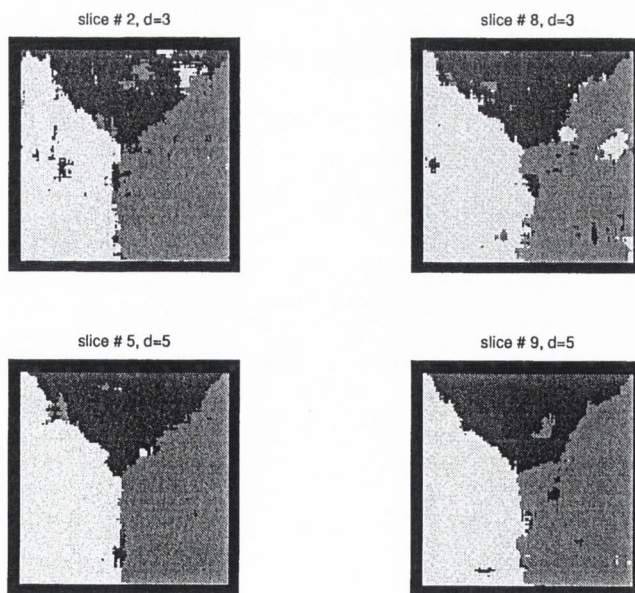 slice # 2, d=3
slice # 8, d=3
slice # 5, d=5
slice # 9, d=5